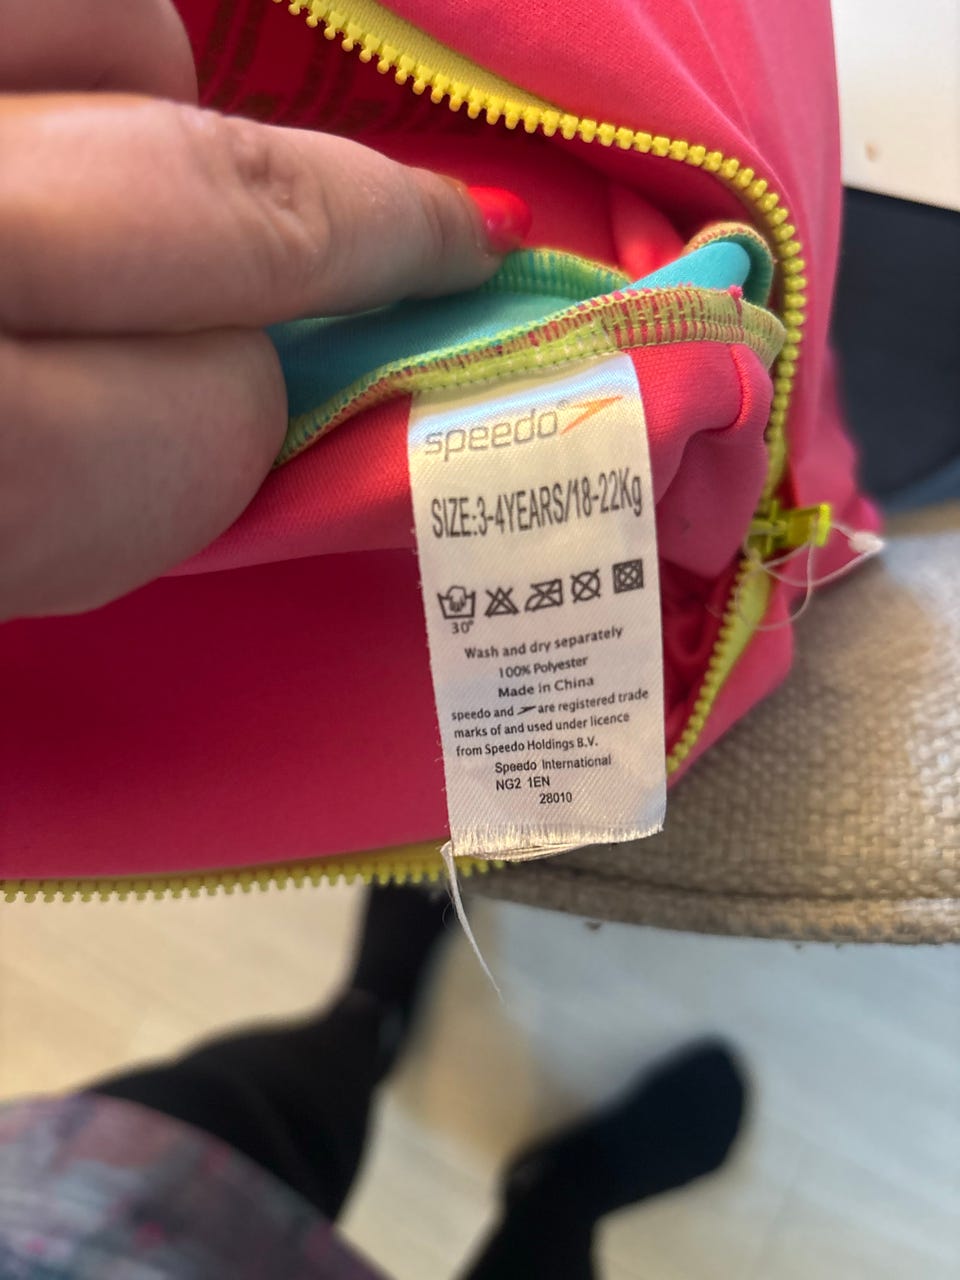 speedo®
SIZE:3-4YEARS/18-22Kg
30°
Wash and dry separately
100% Polyester
Made in China
speedo and are registered trade
marks of and used under licence
from Speedo Holdings B.V.
Speedo International
NG2 1EN
28010